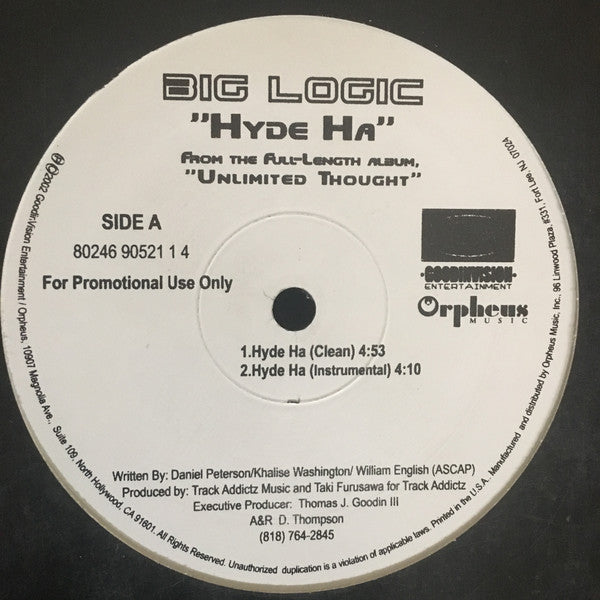 BIG LOGIC
"HYDE HA"
FROM THE FULL-LENGTH ALBUM,
"UNLIMITED THOUGHT"
SIDE A
80246 90521 1 4
For Promotional Use Only
GOODINVISION
ENTERTAINMENT
Orpheus
MUSIC
1.Hyde Ha (Clean) 4:53
2.Hyde Ha (Instrumental) 4:10
Written By: Daniel Peterson/Khalise Washington/ William English (ASCAP)
Produced by: Track Addictz Music and Taki Furusawa for Track Addictz
Executive Producer: Thomas J. Goodin III
A&R D. Thompson
(818) 764-2845
℗©2002 GoodinVision Entertainment / Orpheus, 10907 Magnolia Ave., Suite 109, North Hollywood, CA 91601. All Rights Reserved. Unauthorized duplication is a violation of applicable laws. Printed in the U.S.A. Manufactured and distributed by Orpheus Music, Inc., 96 Linwood Plaza, #331, Fort Lee, NJ 07024